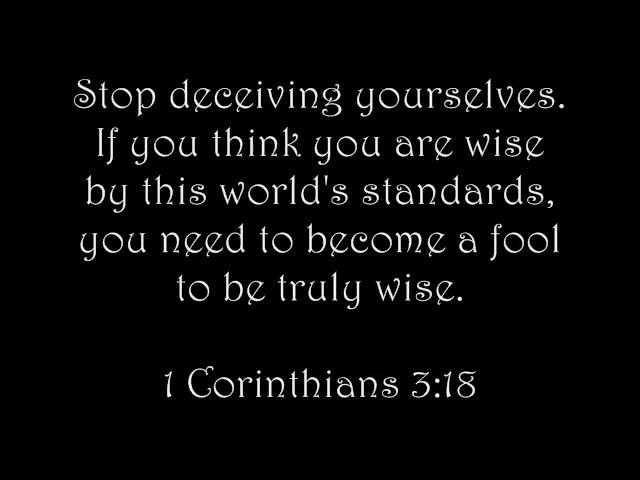 Stop deceiving yourselves.
If you think you are wise
by this world's standards,
you need to become a fool
to be truly wise.
1 Corinthians 3:18